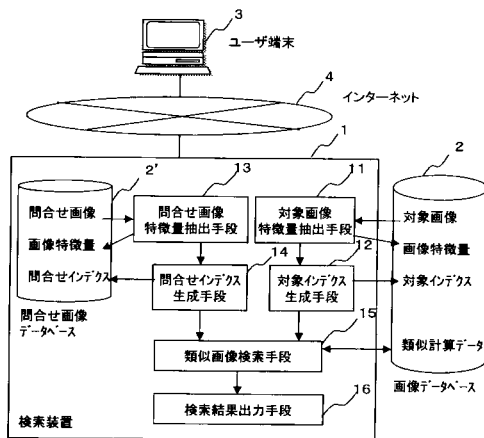 3
ユーザ端末
4
インターネット
1
2
2'
13
11
問合せ画像
問合せ画像
特徴量抽出手段
対象画像
特徴量抽出手段
対象画像
画像特徴量
14
12
画像特徴量
問合せインデクス
問合せインデクス
生成手段
対象インデクス
生成手段
対象インデクス
問合せ画像
データベース
15
類似画像検索手段
類似計算データ
16
画像データベース
検索結果出力手段
検索装置